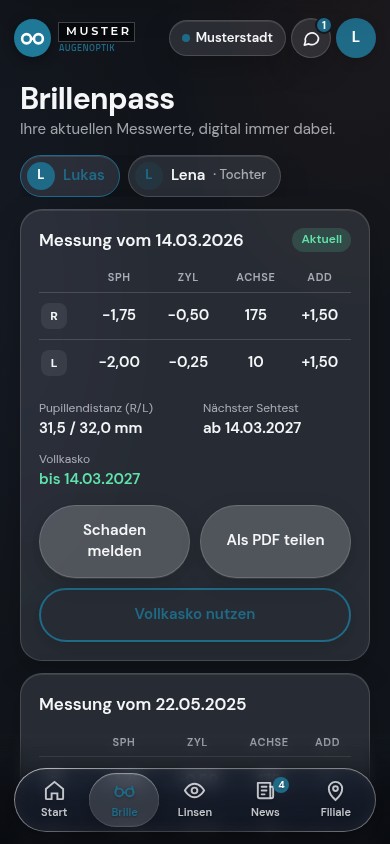 MUSTER
AUGENOPTIK
Musterstadt
1
L
Brillenpass
Ihre aktuellen Messwerte, digital immer dabei.
L Lukas
L Lena · Tochter
Messung vom 14.03.2026 Aktuell
SPH ZYL ACHSE ADD
R −1,75 −0,50 175 +1,50
L −2,00 −0,25 10 +1,50
Pupillendistanz (R/L) Nächster Sehtest
31,5 / 32,0 mm ab 14.03.2027
Vollkasko
bis 14.03.2027
Schaden
melden
Als PDF teilen
Vollkasko nutzen
Messung vom 22.05.2025
SPH ZYL ACHSE ADD
4
Start Brille Linsen News Filiale